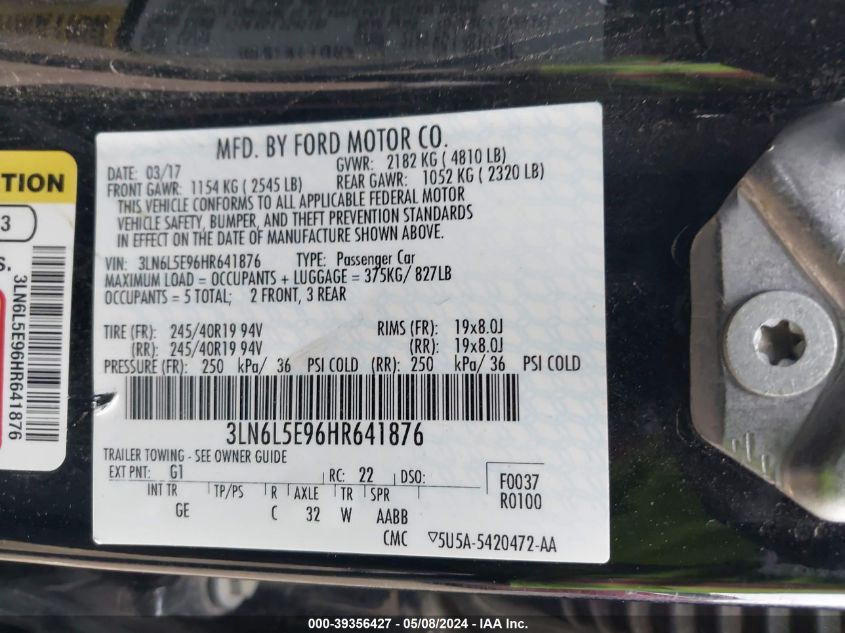 MFD. BY FORD MOTOR CO.
DATE: 03/17 GVWR: 2182 KG ( 4810 LB)
FRONT GAWR: 1154 KG ( 2545 LB) REAR GAWR: 1052 KG ( 2320 LB)
THIS VEHICLE CONFORMS TO ALL APPLICABLE FEDERAL MOTOR
VEHICLE SAFETY, BUMPER, AND THEFT PREVENTION STANDARDS
IN EFFECT ON THE DATE OF MANUFACTURE SHOWN ABOVE.
VIN: 3LN6L5E96HR641876 TYPE: Passenger Car
MAXIMUM LOAD = OCCUPANTS + LUGGAGE = 375KG/ 827LB
OCCUPANTS = 5 TOTAL; 2 FRONT, 3 REAR
TIRE (FR): 245/40R19 94V RIMS (FR): 19x8.0J
(RR): 245/40R19 94V (RR): 19x8.0J
PRESSURE (FR): 250 kPa/ 36 PSI COLD (RR): 250 kPa/ 36 PSI COLD
3LN6L5E96HR641876
TRAILER TOWING - SEE OWNER GUIDE
EXT PNT: G1 RC: 22 DSO: F0037
R0100
INT TR TP/PS R AXLE TR SPR
GE C 32 W AABB
CMC ▽5U5A-5420472-AA
TION
3
S.
3LN6L5E96HR641876
000-39356427 - 05/08/2024 - IAA Inc.